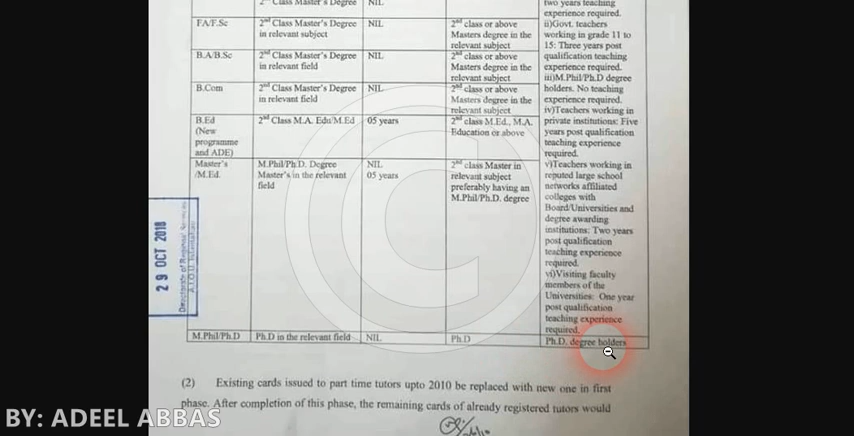 2nd Class Master's Degree NIL two years teaching
experience required.
FA/F.Sc 2nd Class Master's Degree NIL 2nd class or above ii)Govt. teachers
in relevant subject Masters degree in the working in grade 11 to
relevant subject 15: Three years post
B.A/B.Sc 2nd Class Master's Degree NIL 2nd class or above qualification teaching
in relevant field Masters degree in the experience required.
relevant subject iii)M.Phil/Ph.D degree
B.Com 2nd Class Master's Degree NIL 2nd class or above holders. No teaching
in relevant field Masters degree in the experience required.
relevant subject iv)Teachers working in
B.Ed 2nd Class M.A. Edu/M.Ed 05 years 2nd class M.Ed., M.A. private institutions: Five
(New Education or above years post qualification
programme teaching experience
and ADE) required.
Master's M.Phil/Ph.D. Degree NIL 2nd class Master in v)Teachers working in
/M.Ed. Master's in the relevant 05 years relevant subject reputed large school
field preferably having an networks affiliated
M.Phil/Ph.D. degree colleges with
Board/Universities and
degree awarding
institutions: Two years
post qualification
teaching experience
required.
vi)Visiting faculty
members of the
Universities: One year
post qualification
teaching experience
required.
M.Phil/Ph.D Ph.D in the relevant field NIL Ph.D Ph.D. degree holders
29 OCT 2018
Directorate of Regional Services
(2) Existing cards issued to part time tutors upto 2010 be replaced with new one in first
phase. After completion of this phase, the remaining cards of already registered tutors would
BY: ADEEL ABBAS